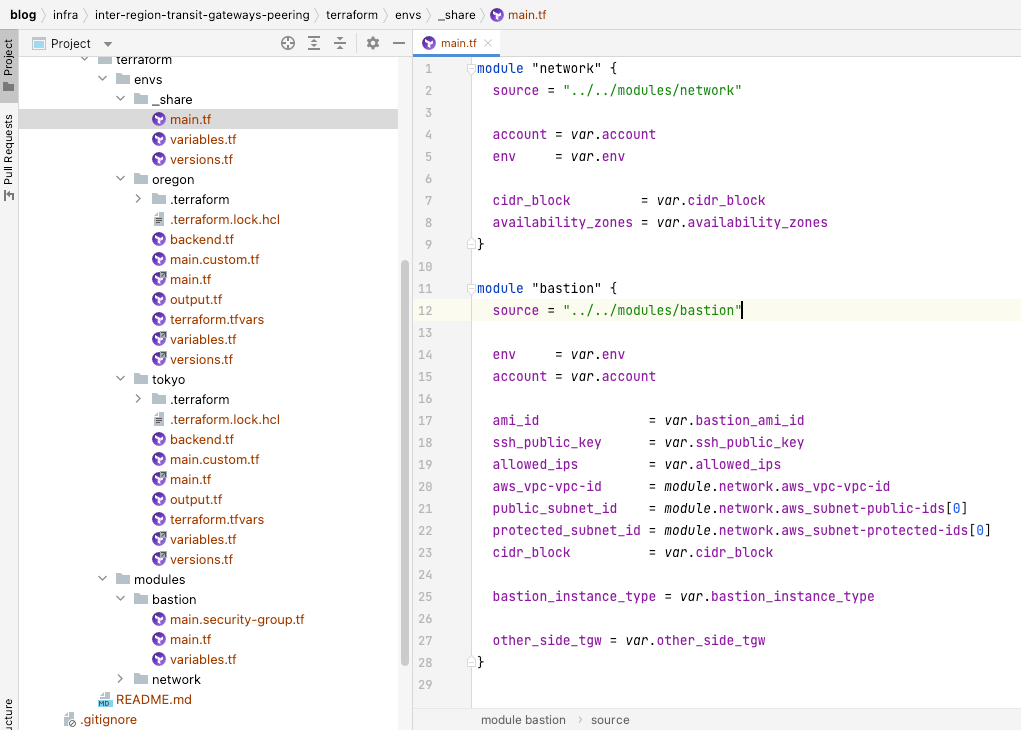 blog infra inter-region-transit-gateways-peering terraform envs _share main.tf
Project
Pull Requests
ucture
Project
terraform
envs
_share
main.tf
variables.tf
versions.tf
oregon
.terraform
.terraform.lock.hcl
backend.tf
main.custom.tf
main.tf
output.tf
terraform.tfvars
variables.tf
versions.tf
tokyo
.terraform
.terraform.lock.hcl
backend.tf
main.custom.tf
main.tf
output.tf
terraform.tfvars
variables.tf
versions.tf
modules
bastion
main.security-group.tf
main.tf
variables.tf
network
MD README.md
.gitignore
main.tf
1 module "network" {
2 source = "../../modules/network"
3
4 account = var.account
5 env     = var.env
6
7 cidr_block         = var.cidr_block
8 availability_zones = var.availability_zones
9 }
10
11 module "bastion" {
12 source = "../../modules/bastion"
13
14 env     = var.env
15 account = var.account
16
17 ami_id              = var.bastion_ami_id
18 ssh_public_key      = var.ssh_public_key
19 allowed_ips         = var.allowed_ips
20 aws_vpc-vpc-id      = module.network.aws_vpc-vpc-id
21 public_subnet_id    = module.network.aws_subnet-public-ids[0]
22 protected_subnet_id = module.network.aws_subnet-protected-ids[0]
23 cidr_block          = var.cidr_block
24
25 bastion_instance_type = var.bastion_instance_type
26
27 other_side_tgw = var.other_side_tgw
28 }
29
module bastion source